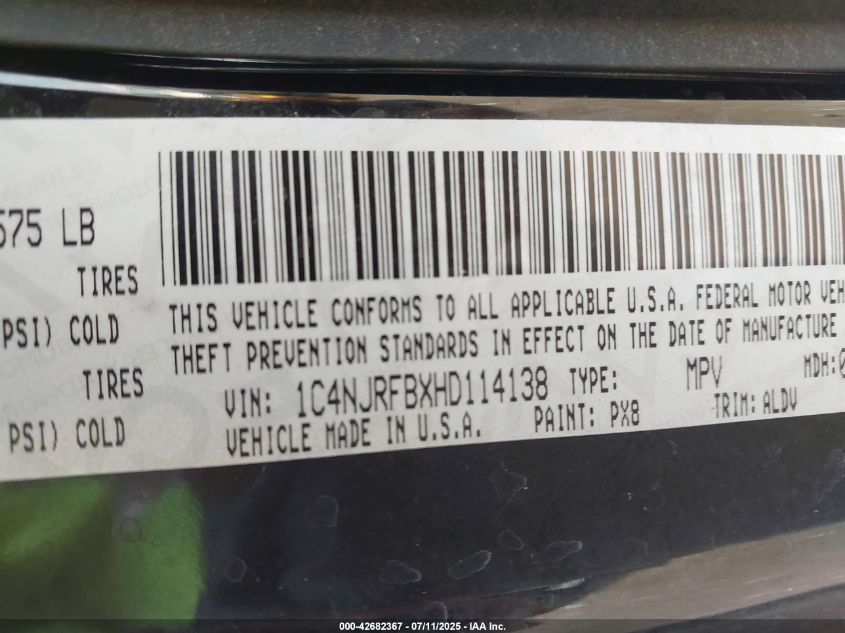 575 LB
TIRES
PSI) COLD
TIRES
PSI) COLD
THIS VEHICLE CONFORMS TO ALL APPLICABLE U.S.A. FEDERAL MOTOR VEH
THEFT PREVENTION STANDARDS IN EFFECT ON THE DATE OF MANUFACTURE
VIN: 1C4NJRFBXHD114138 TYPE: MPV MDH:0
VEHICLE MADE IN U.S.A. PAINT: PX8 TRIM: ALDV
000-42682367 - 07/11/2025 - IAA Inc.